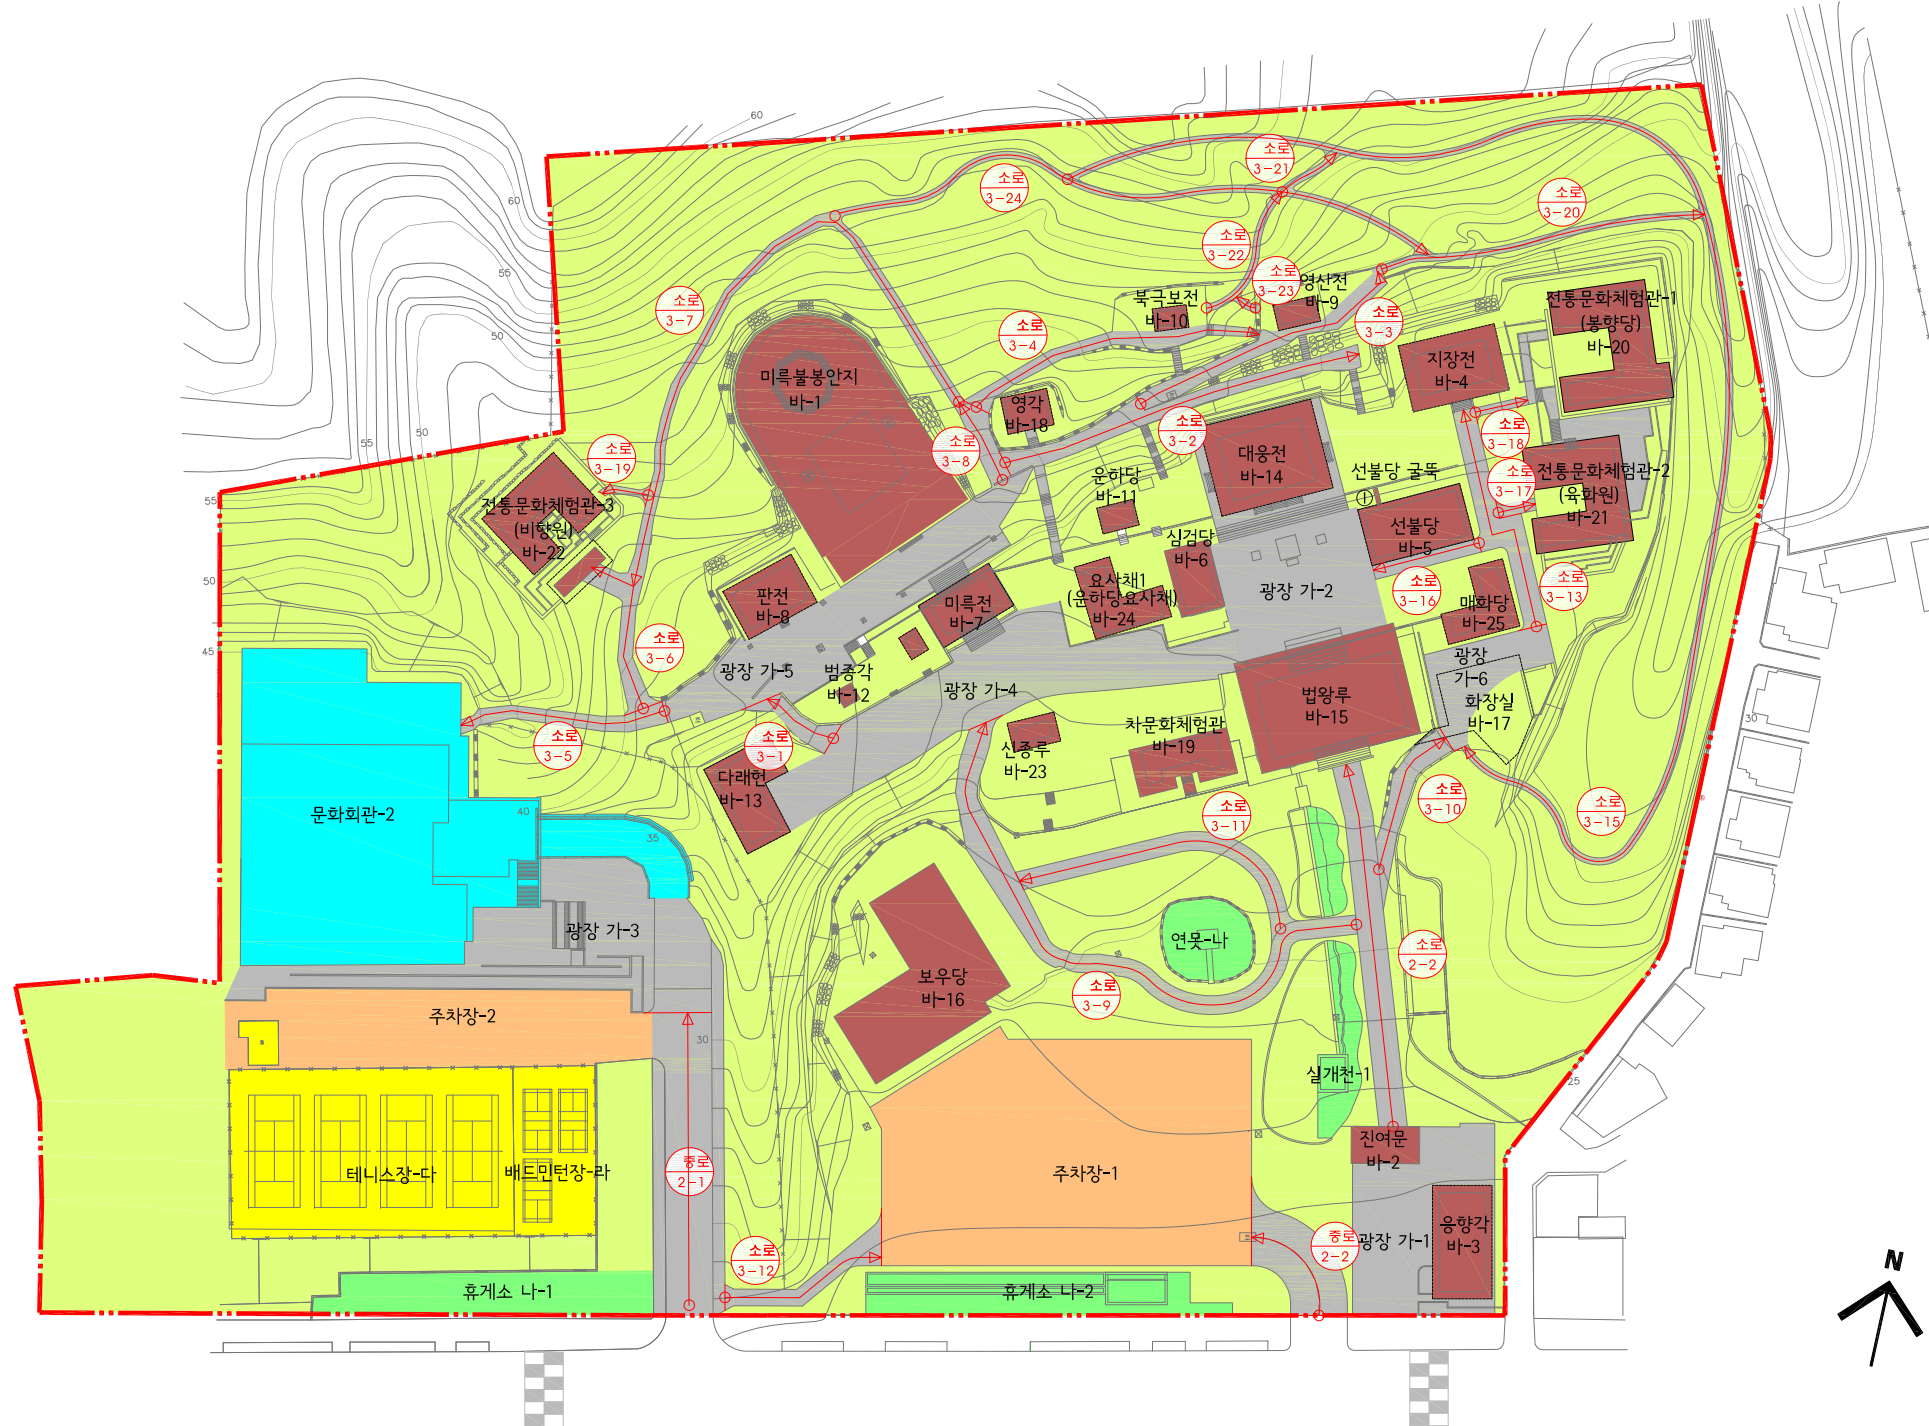 60
소로
3-21
소로
3-24
60
소로
3-20
소로
3-22
55
소로
3-23
영산전
바-9
북극보전
바-10
전통문화체험관-1
(봉향당)
바-20
소로
3-7
소로
3-3
50
소로
3-4
지장전
바-4
미륵불봉안지
바-1
영각
바-18
소로
3-2
소로
3-18
50
55
소로
3-8
소로
3-19
대웅전
바-14
선불당 굴뚝
소로
3-17
전통문화체험관-2
(육화원)
바-21
운하당
바-11
55
전통문화체험관-3
(비향원)
바-22
선불당
바-5
심검당
바-6
50
요사채1
(운하당요사채)
바-24
광장 가-2
소로
3-16
소로
3-13
판전
바-8
미륵전
바-7
매화당
바-25
45
소로
3-6
광장 가-5
범종각
바-12
광장 가-4
광장
가-6
법왕루
바-15
화장실
바-17
30
소로
3-5
소로
3-1
신종루
바-23
차문화체험관
바-19
다래헌
바-13
소로
3-10
소로
3-15
문화회관-2
40
35
소로
3-11
광장 가-3
연못-나
소로
2-2
보우당
바-16
소로
3-9
주차장-2
30
실개천-1
25
진여문
바-2
테니스장-다
배드민턴장-라
중로
2-1
주차장-1
소로
3-12
중로
2-2
광장 가-1
응향각
바-3
휴게소 나-1
휴게소 나-2
N